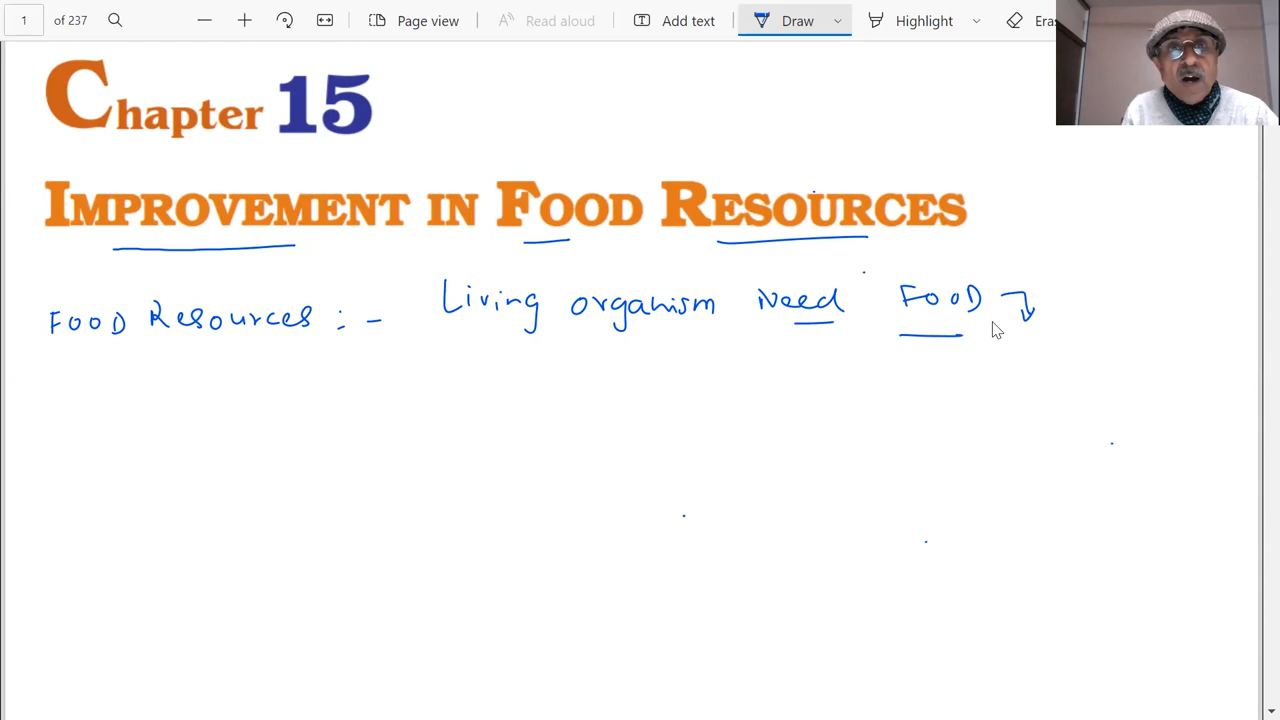 1 of 237 Page view Read aloud Add text Draw Highlight Eras
Chapter 15
IMPROVEMENT IN FOOD RESOURCES
FOOD Resources :- Living organism Need FOOD